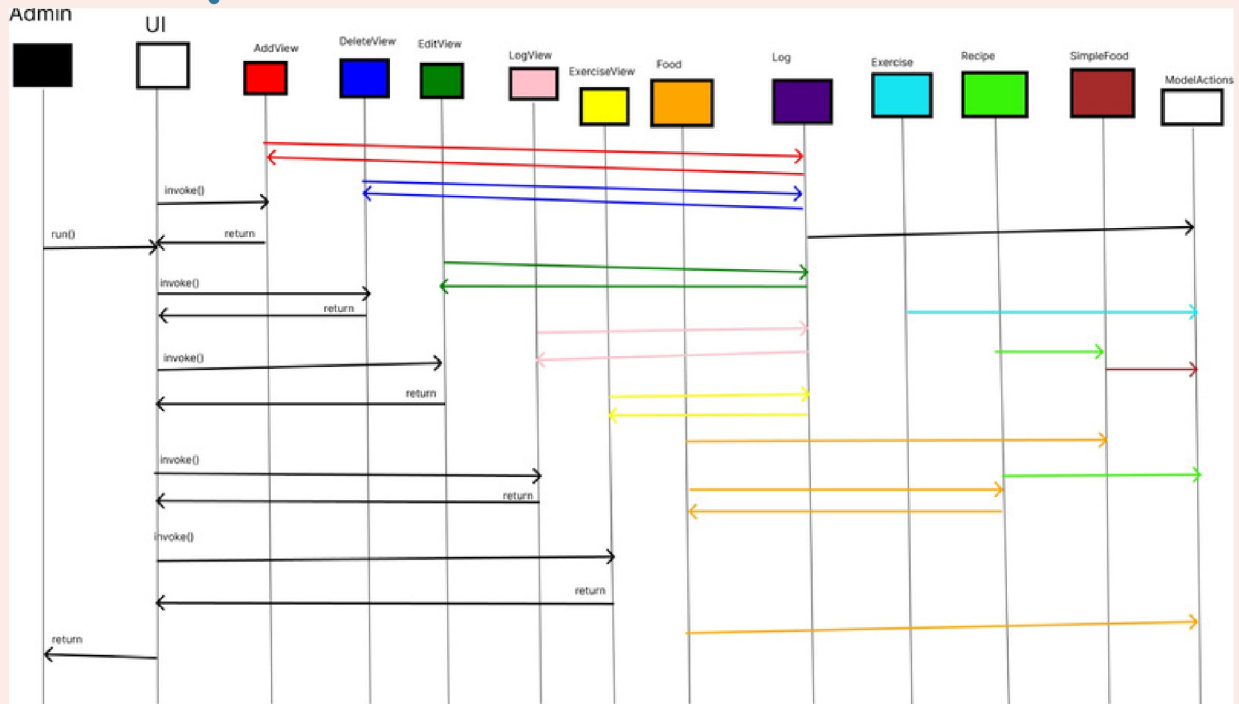 Admin
UI
AddView
DeleteView
EditView
LogView
ExerciseView
Food
Log
Exercise
Recipe
SimpleFood
ModelActions
invoke()
run()
return
invoke()
return
invoke()
return
invoke()
return
invoke()
return
return